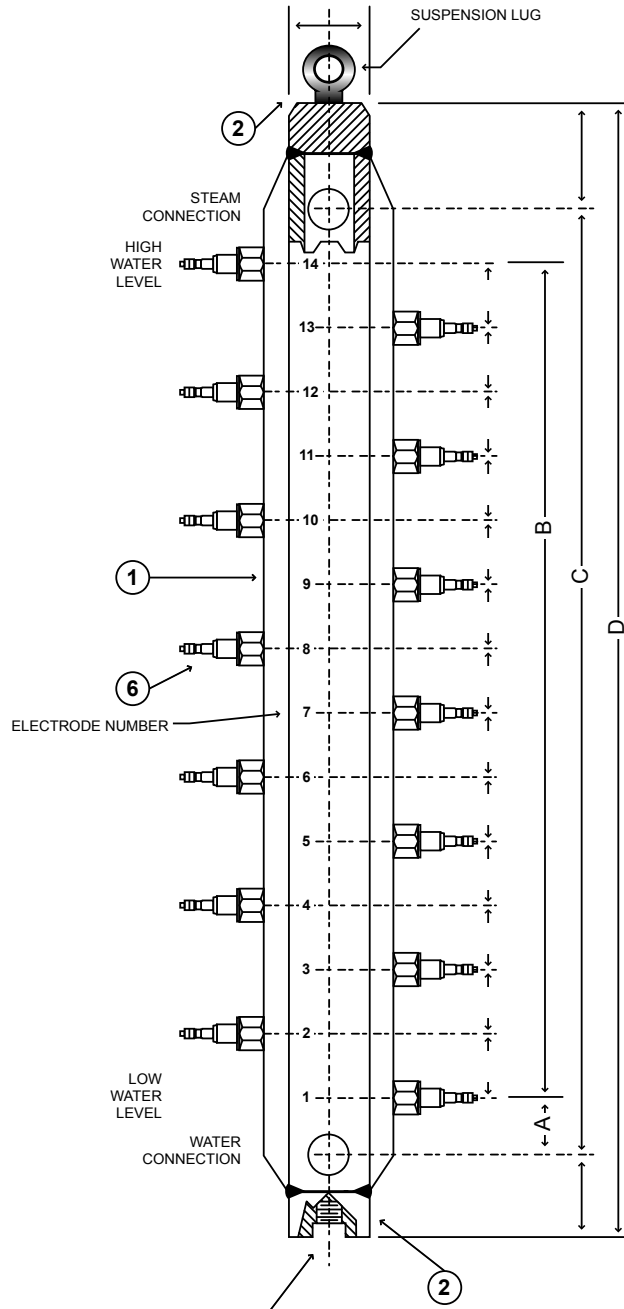 SUSPENSION LUG
2
STEAM
CONNECTION
HIGH
WATER
LEVEL
14
13
12
11
10
B
C
D
1
9
8
6
ELECTRODE NUMBER
7
6
5
4
3
2
LOW
WATER
LEVEL
1
A
WATER
CONNECTION
2